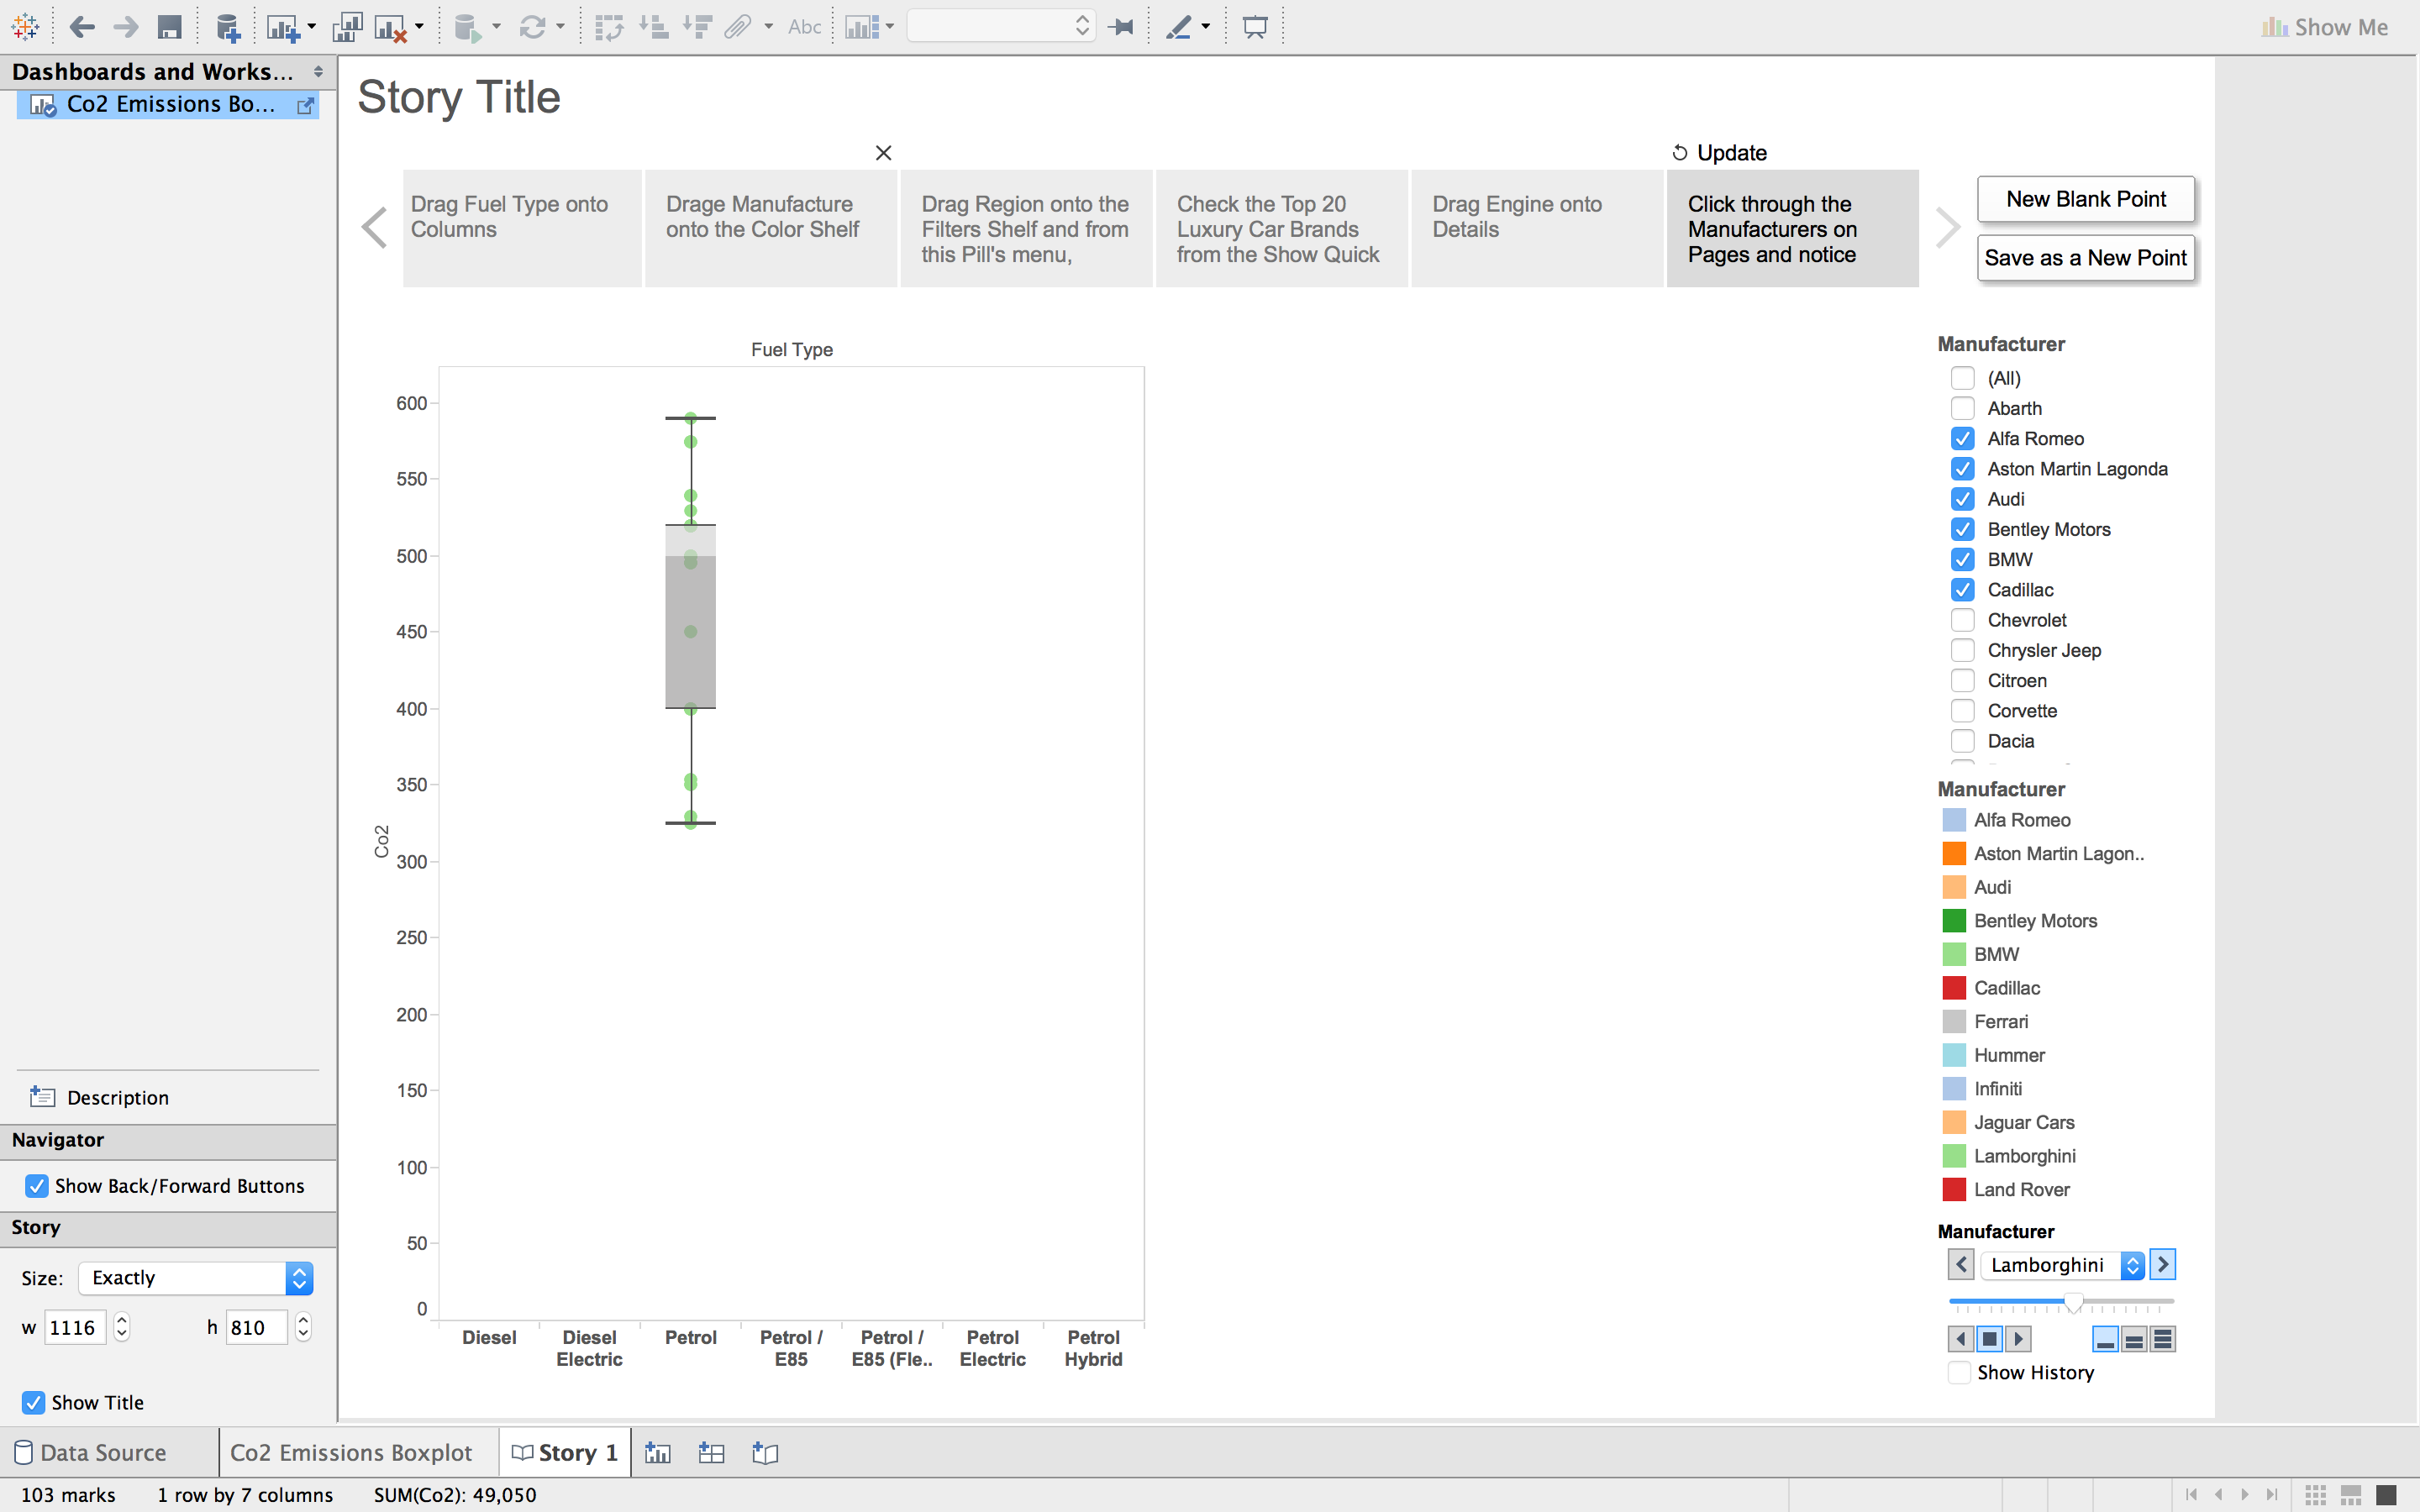 Abc
Show Me
Dashboards and Works...
Co2 Emissions Bo...
Story Title
Update
Drag Fuel Type onto
Columns
Drage Manufacture
onto the Color Shelf
Drag Region onto the
Filters Shelf and from
this Pill's menu,
Check the Top 20
Luxury Car Brands
from the Show Quick
Drag Engine onto
Details
Click through the
Manufacturers on
Pages and notice
New Blank Point
Save as a New Point
Fuel Type
600
550
500
450
400
350
300
250
200
150
100
50
0
Co2
Diesel
Diesel
Electric
Petrol
Petrol /
E85
Petrol /
E85 (Fle..
Petrol
Electric
Petrol
Hybrid
Manufacturer
(All)
Abarth
Alfa Romeo
Aston Martin Lagonda
Audi
Bentley Motors
BMW
Cadillac
Chevrolet
Chrysler Jeep
Citroen
Corvette
Dacia
Manufacturer
Alfa Romeo
Aston Martin Lagon..
Audi
Bentley Motors
BMW
Cadillac
Ferrari
Hummer
Infiniti
Jaguar Cars
Lamborghini
Land Rover
Manufacturer
Lamborghini
Show History
Description
Navigator
Show Back/Forward Buttons
Story
Size: Exactly
w 1116 h 810
Show Title
Data Source
Co2 Emissions Boxplot
Story 1
103 marks 1 row by 7 columns SUM(Co2): 49,050